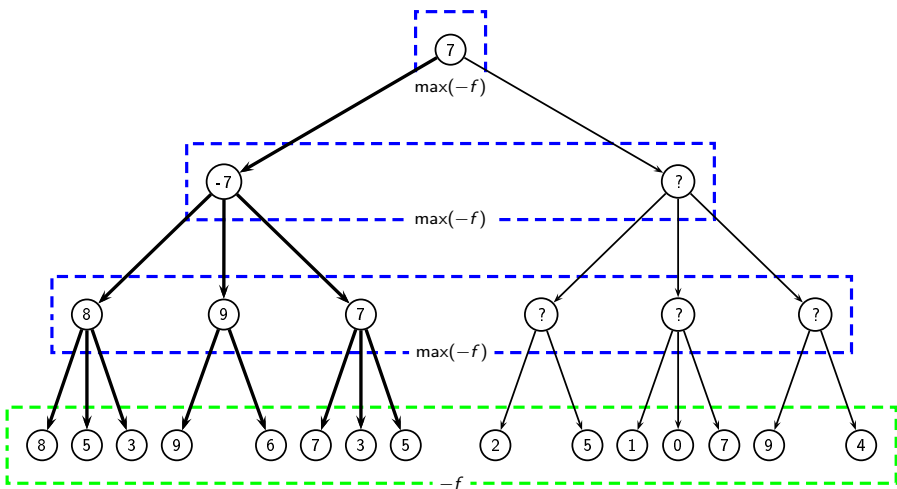 7
max(−f)
-7 ?
max(−f)
8 9 7 ? ? ?
max(−f)
8 5 3 9 6 7 3 5 2 5 1 0 7 9 4
−f